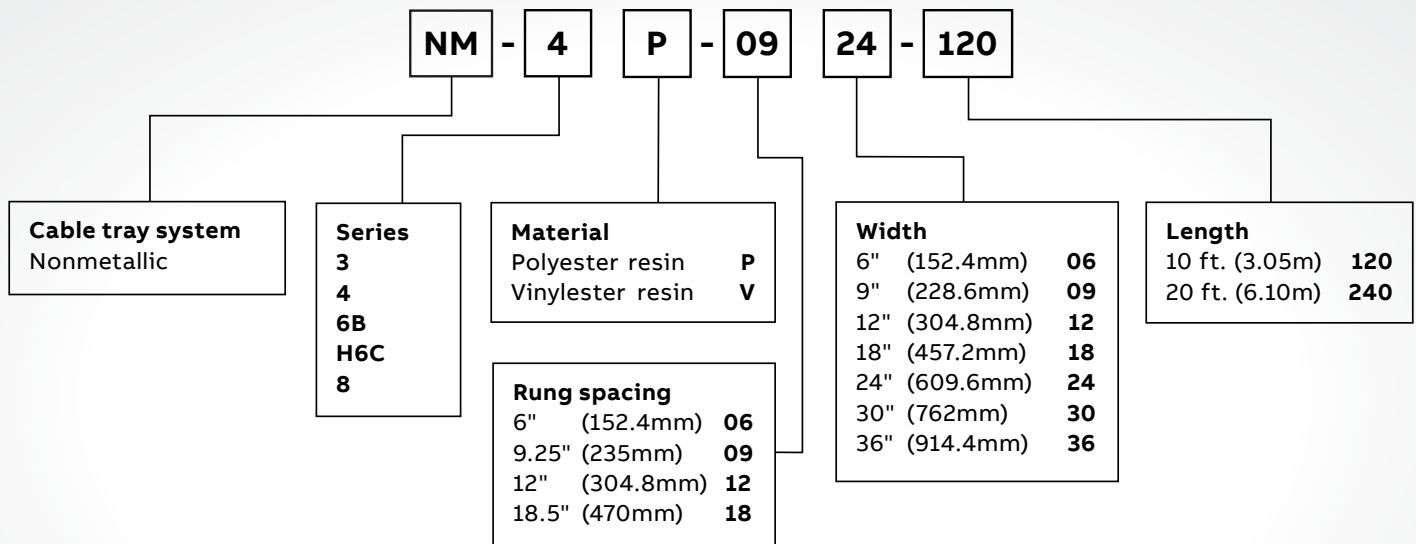 NM - 4 P - 09 24 - 120
Cable tray system
Nonmetallic
Series
3
4
6B
H6C
8
Material
Polyester resin P
Vinylester resin V
Rung spacing
6" (152.4mm) 06
9.25" (235mm) 09
12" (304.8mm) 12
18.5" (470mm) 18
Width
6" (152.4mm) 06
9" (228.6mm) 09
12" (304.8mm) 12
18" (457.2mm) 18
24" (609.6mm) 24
30" (762mm) 30
36" (914.4mm) 36
Length
10 ft. (3.05m) 120
20 ft. (6.10m) 240